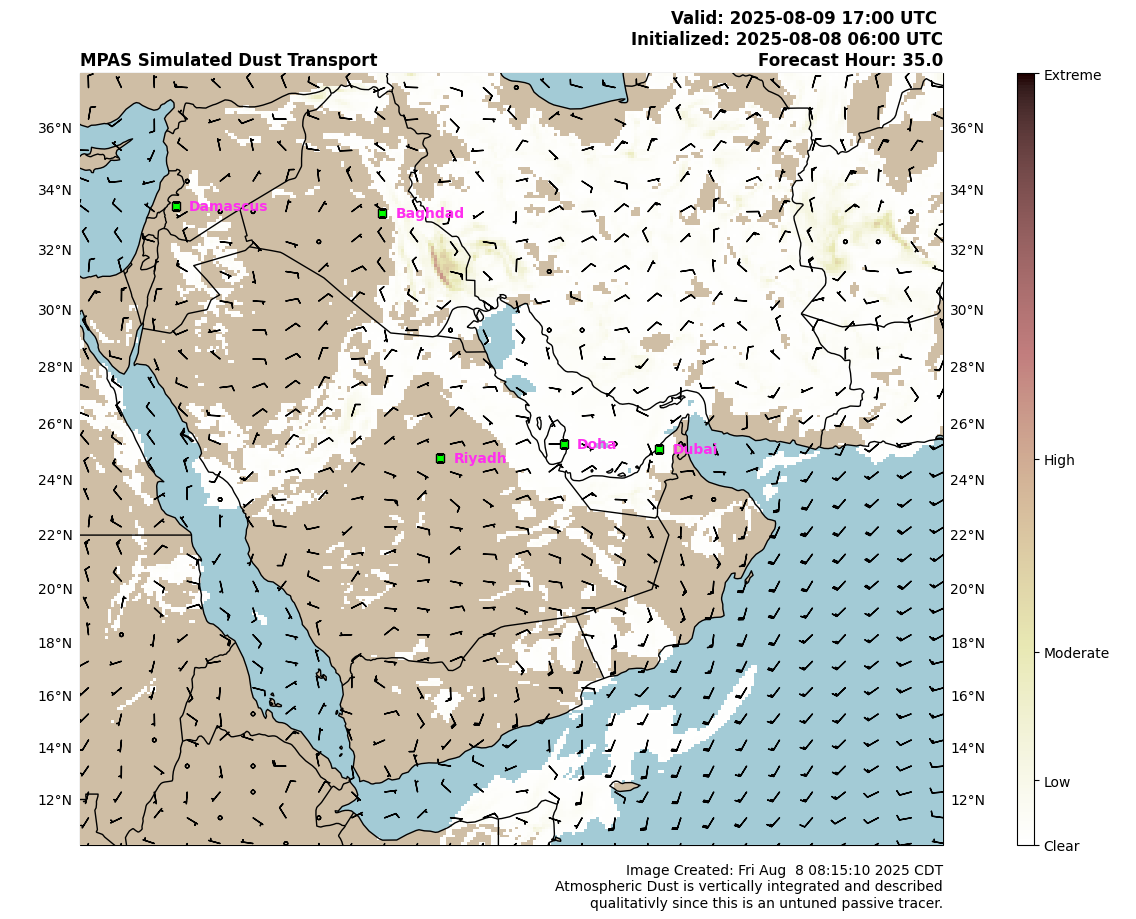 Valid: 2025-08-09 17:00 UTC
Initialized: 2025-08-08 06:00 UTC
MPAS Simulated Dust Transport
Forecast Hour: 35.0
Extreme
36°N
36°N
34°N
34°N
Damascus
Baghdad
32°N
32°N
30°N
30°N
28°N
28°N
26°N
26°N
Doha
Dubai
Riyadh
High
24°N
24°N
22°N
22°N
20°N
20°N
18°N
18°N
Moderate
16°N
16°N
14°N
14°N
Low
12°N
12°N
Clear
Image Created: Fri Aug  8 08:15:10 2025 CDT
Atmospheric Dust is vertically integrated and described
qualitativly since this is an untuned passive tracer.